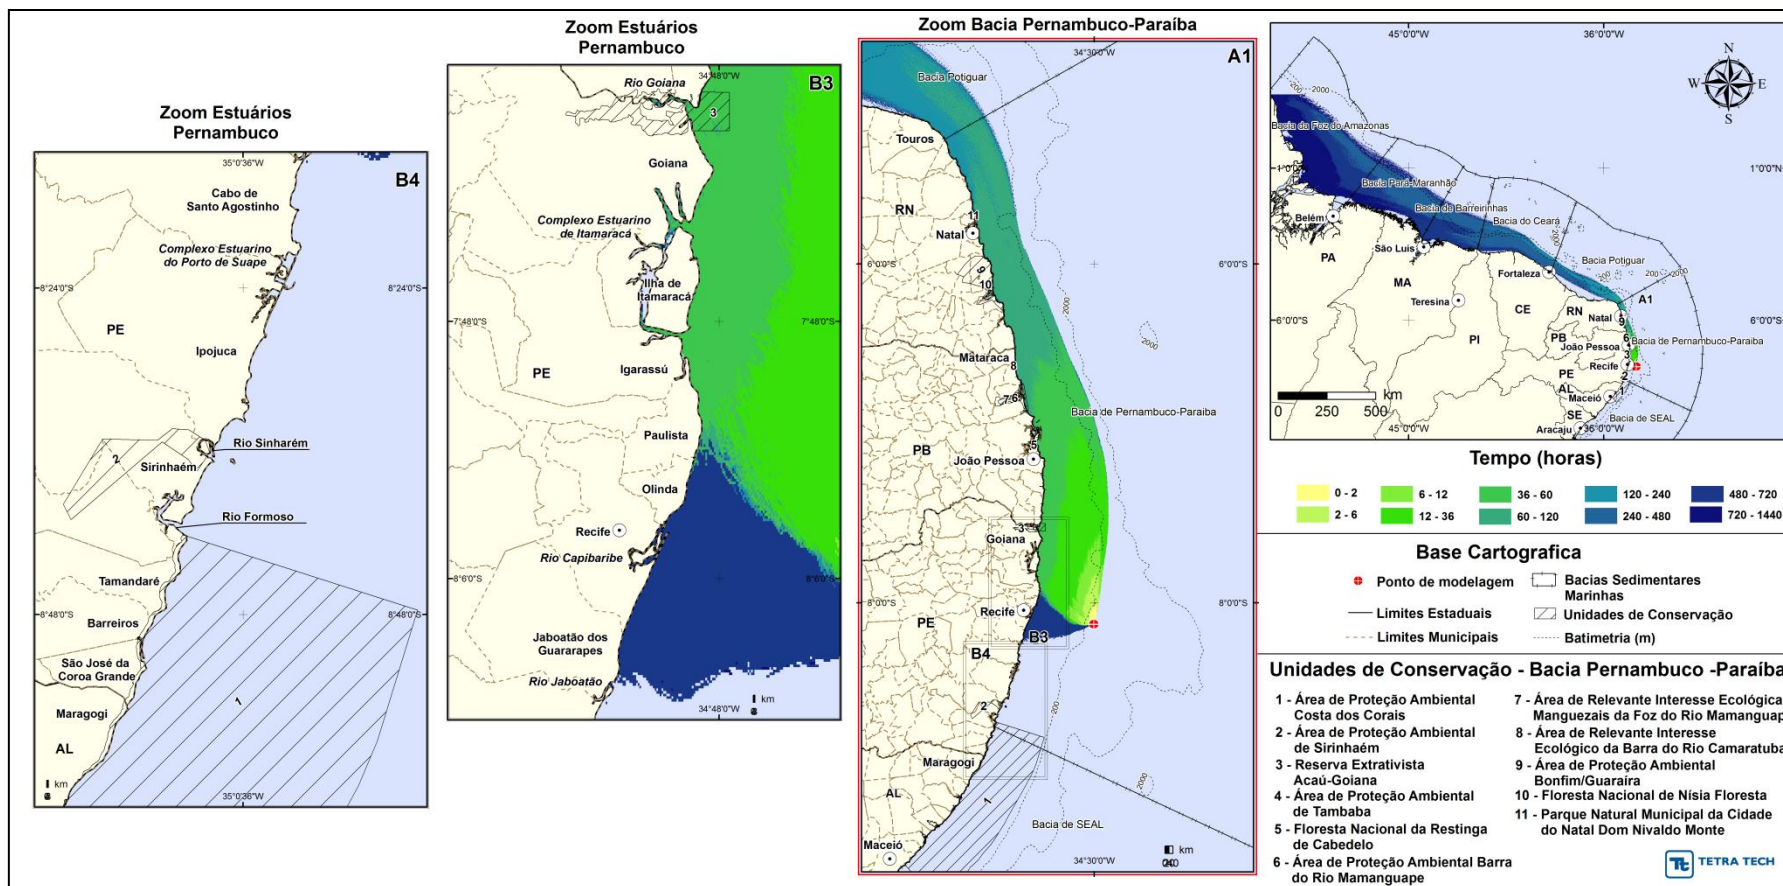 Zoom Estuários
Pernambuco
35°0'36"W
B4
Cabo de
Santo Agostinho
Complexo Estuarino
do Porto de Suape
8°24'0"S
8°24'0"S
PE
Ipojuca
Rio Sinharém
2
Sirinhaém
Rio Formoso
Tamandaré
8°48'0"S
8°48'0"S
Barreiros
São José da
Coroa Grande
1
Maragogi
AL
km
35°0'36"W
Zoom Estuários
Pernambuco
34°48'0"W
B3
Rio Goiana
3
Goiana
Complexo Estuarino
de Itamaracá
Ilha de
Itamaracá
7°48'0"S
7°48'0"S
PE
Igarassú
Paulista
Olinda
Recife
Rio Capibaribe
8°6'0"S
8°6'0"S
Jaboatão dos
Guararapes
Rio Jaboatão
km
34°48'0"W
Zoom Bacia Pernambuco-Paraíba
34°30'0"W
A1
Bacia Potiguar
Touros
RN
11
Natal
9
10
6°0'0"S
6°0'0"S
2000
2000
Mataraca
8
7
6
Bacia de Pernambuco-Paraiba
PB
5
João Pessoa
3
Goiana
8°0'0"S
8°0'0"S
Recife
PE
B3
B4
2
200
2000
Maragogi
1
AL
Bacia de SEAL
Maceió
km
34°30'0"W
45°0'0"W
36°0'0"W
N
W
E
S
200
2000
Bacia da Foz do Amazonas
1°0'0"N
1°0'0"N
Bacia Pará-Maranhão
Bacia de Barreirinhas
Bacia do Ceará
Belém
São Luis
2000
Bacia Potiguar
PA
Fortaleza
200
2000
MA
A1
Teresina
CE
RN
Natal
9
6°0'0"S
6°0'0"S
PI
PB
6
João Pessoa
Bacia de Pernambuco-Paraiba
3
Recife
PE
2
AL
1
Maceió
SE
Bacia de SEAL
Aracaju
km
0 250 500
45°0'0"W
36°0'0"W
Tempo (horas)
0 - 2
6 - 12
36 - 60
120 - 240
480 - 720
2 - 6
12 - 36
60 - 120
240 - 480
720 - 1440
Base Cartografica
Ponto de modelagem
Bacias Sedimentares
Marinhas
Limites Estaduais
Unidades de Conservação
Limites Municipais
Batimetria (m)
Unidades de Conservação - Bacia Pernambuco -Paraíba
1 - Área de Proteção Ambiental
Costa dos Corais
2 - Área de Proteção Ambiental
de Sirinhaém
3 - Reserva Extrativista
Acaú-Goiana
4 - Área de Proteção Ambiental
de Tambaba
5 - Floresta Nacional da Restinga
de Cabedelo
6 - Área de Proteção Ambiental Barra
do Rio Mamanguape
7 - Área de Relevante Interesse Ecológica
Manguezais da Foz do Rio Mamanguap
8 - Área de Relevante Interesse
Ecológico da Barra do Rio Camaratuba
9 - Área de Proteção Ambiental
Bonfim/Guaraíra
10 - Floresta Nacional de Nísia Floresta
11 - Parque Natural Municipal da Cidade
do Natal Dom Nivaldo Monte
Tt TETRA TECH